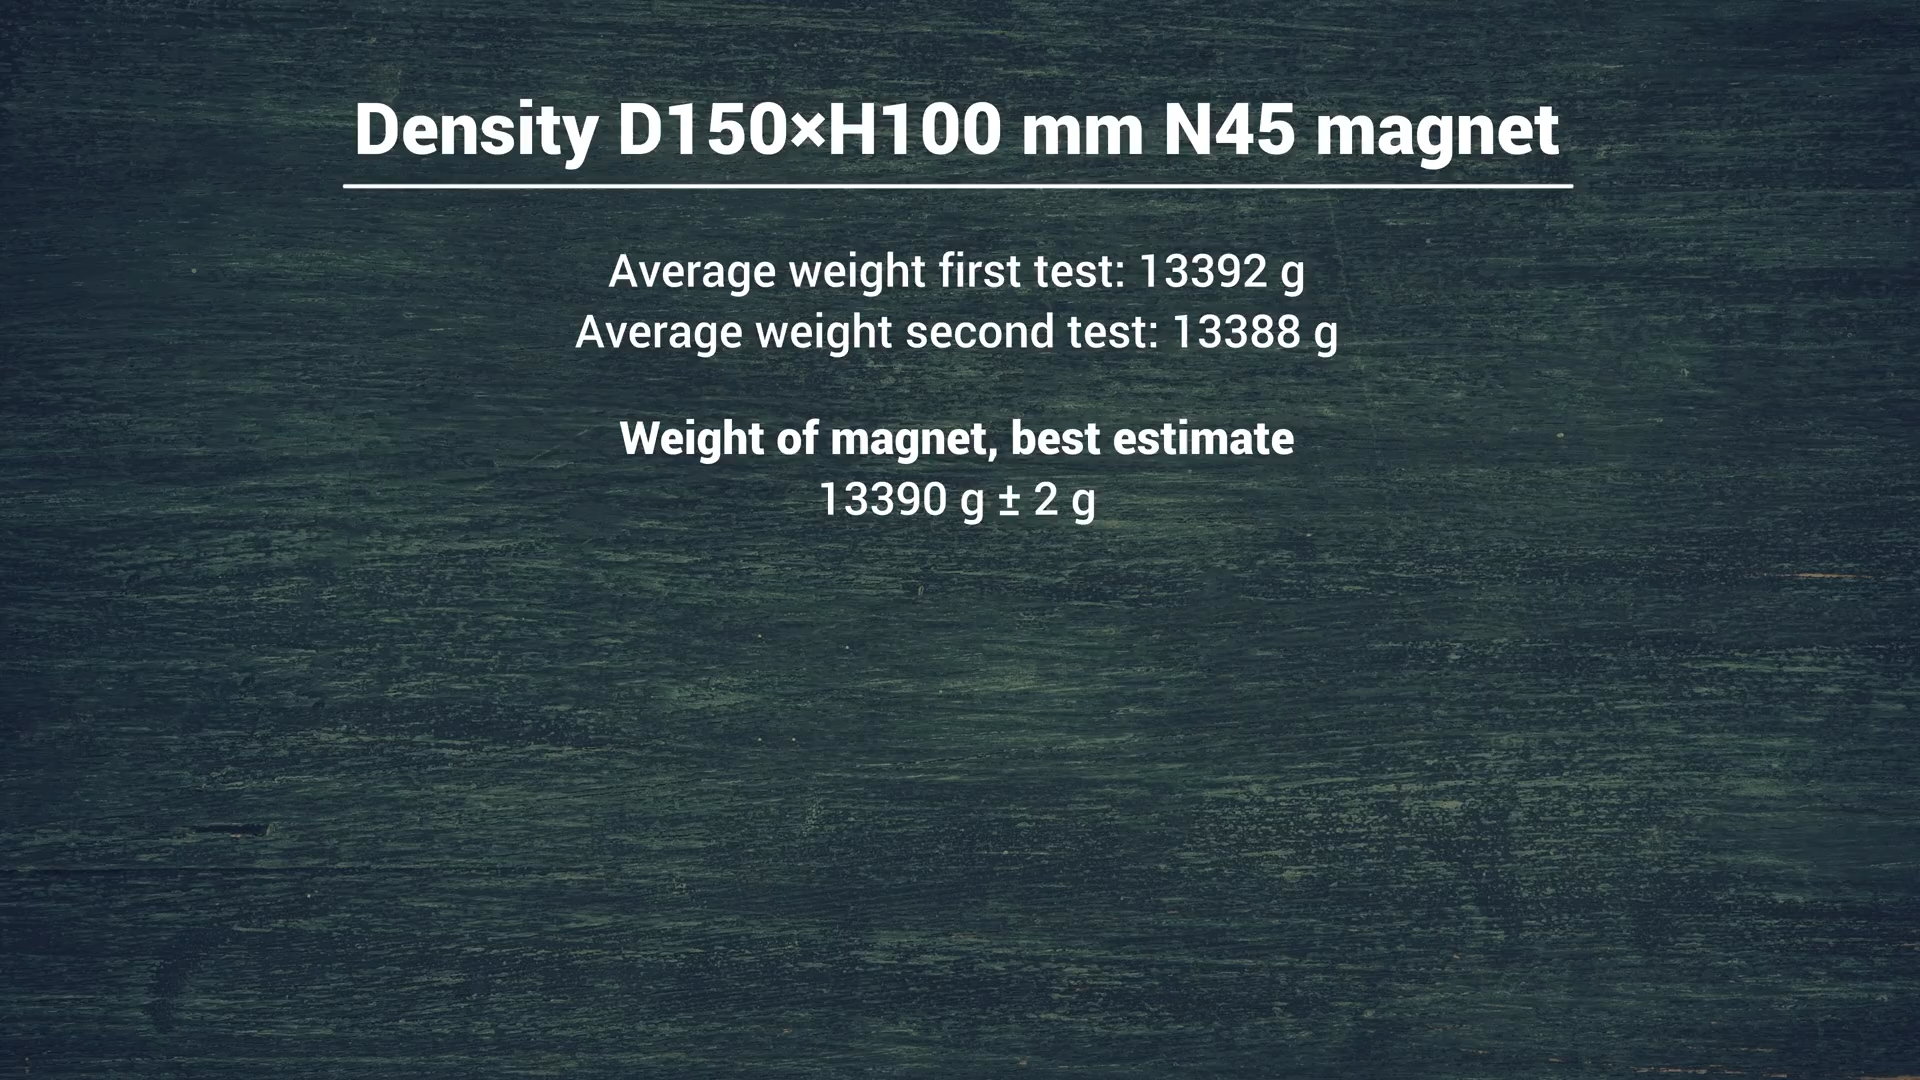 Density D150×H100 mm N45 magnet
Average weight first test: 13392 g
Average weight second test: 13388 g
Weight of magnet, best estimate
13390 g ± 2 g